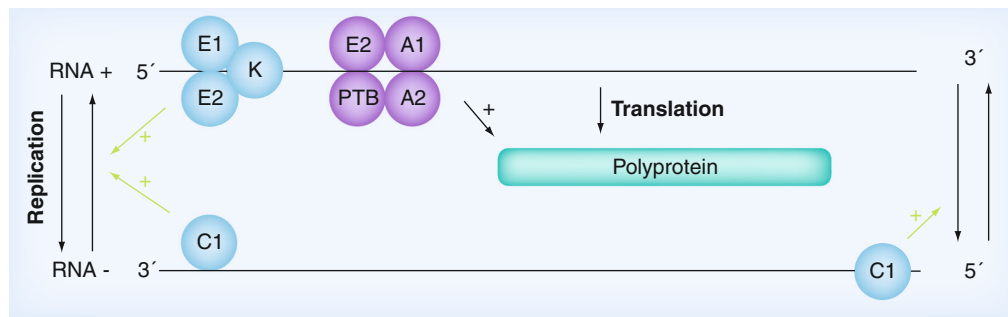 E1 E2 A1
RNA + 5´ K 3´
E2 PTB A2
+ + Translation
+
Polyprotein
Replication
+
C1 +
RNA - 3´ C1 5´